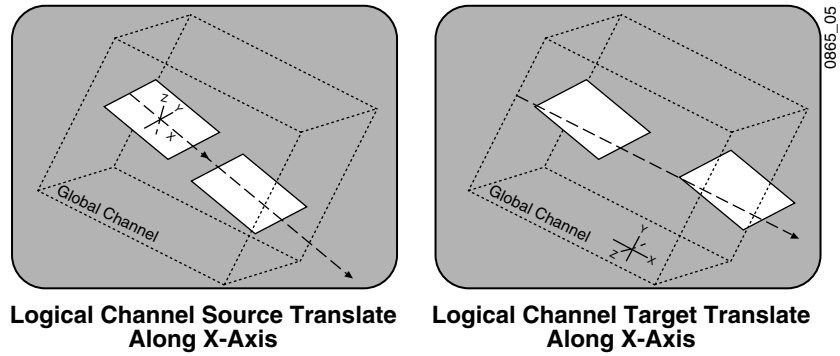 0865_05
Z Y
X
Global Channel
Logical Channel Source Translate
Along X-Axis
Global Channel
Y
Z X
Logical Channel Target Translate
Along X-Axis